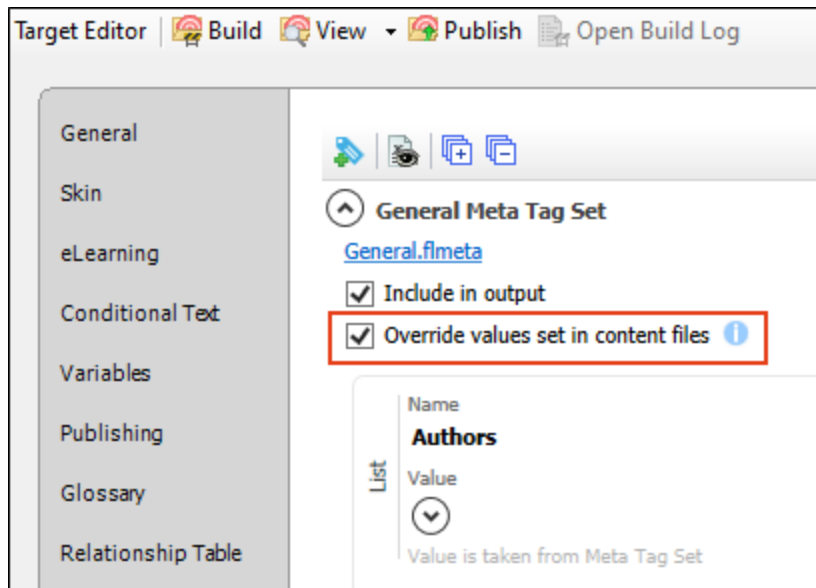 Target Editor Build View Publish Open Build Log
General
Skin
eLearning
Conditional Text
Variables
Publishing
Glossary
Relationship Table
General Meta Tag Set
General.flmeta
Include in output
Override values set in content files
List
Name
Authors
Value
Value is taken from Meta Tag Set